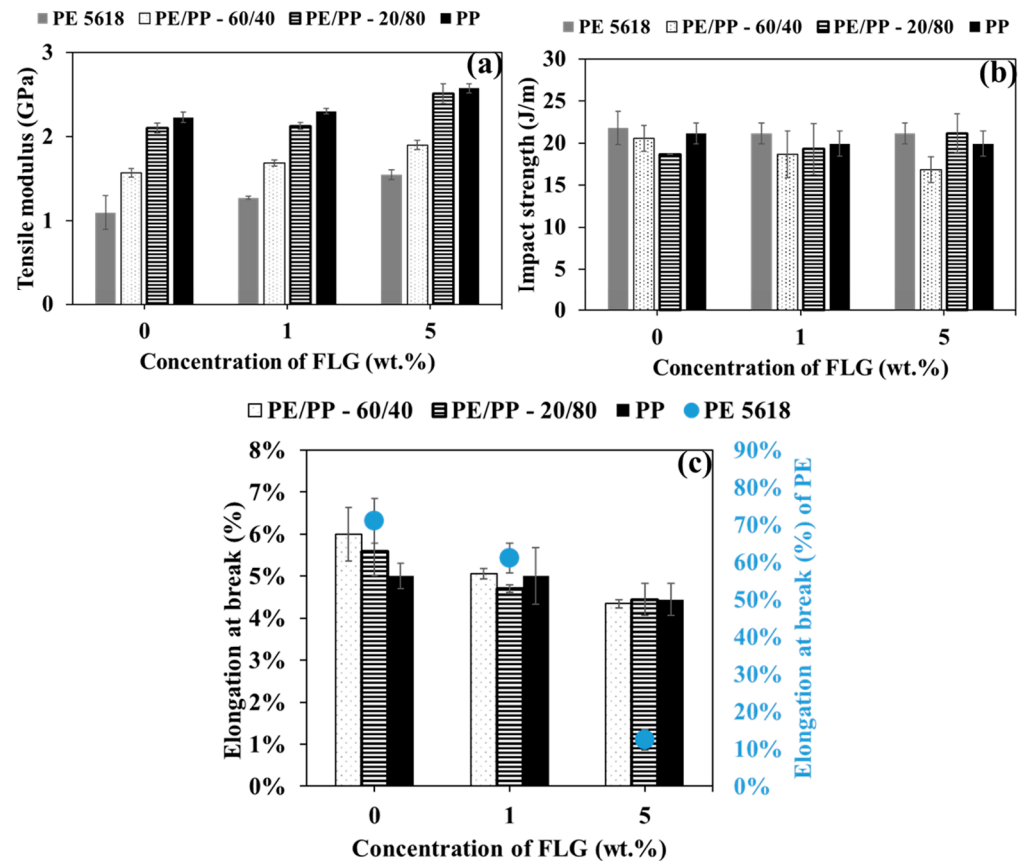 PE 5618 PE/PP - 60/40 PE/PP - 20/80 PP
(a)
Tensile modulus (GPa)
3
2
1
0
0 1 5
Concentration of FLG (wt.%)
PE 5618 PE/PP - 60/40 PE/PP - 20/80 PP
(b)
Impact strength (J/m)
30
25
20
15
10
5
0
0 1 5
Concentration of FLG (wt.%)
PE/PP - 60/40 PE/PP - 20/80 PP PE 5618
(c)
Elongation at break (%)
8%
7%
6%
5%
4%
3%
2%
1%
0%
90%
80%
70%
60%
50%
40%
30%
20%
10%
0%
Elongation at break (%) of PE
0 1 5
Concentration of FLG (wt.%)